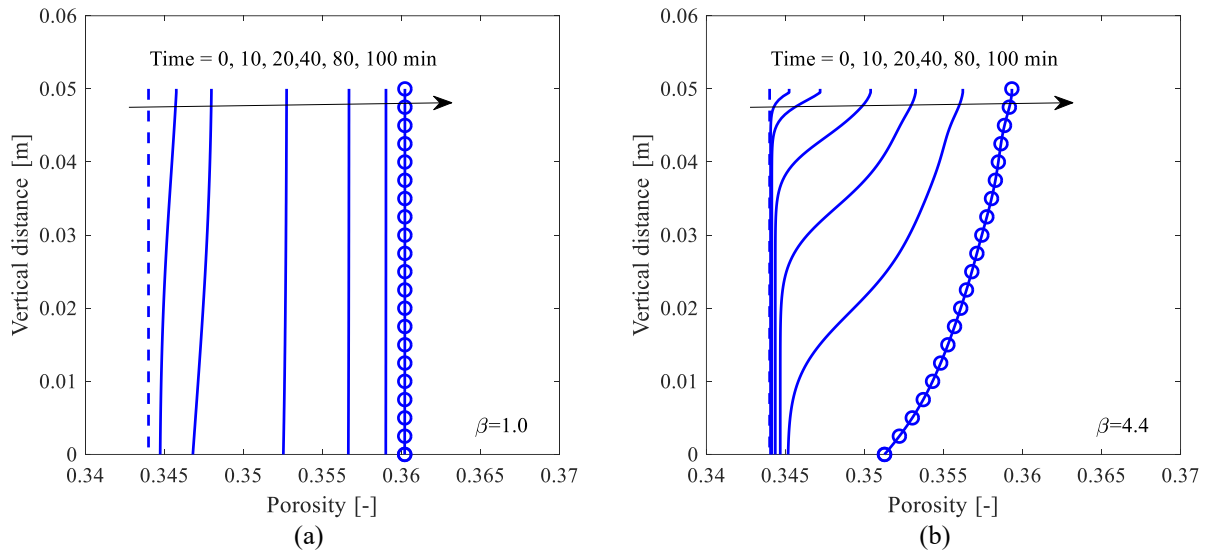 0.06
0.05
0.04
0.03
0.02
0.01
0
Vertical distance [m]
Time = 0, 10, 20,40, 80, 100 min
β=1.0
0.34 0.345 0.35 0.355 0.36 0.365 0.37
Porosity [-]
(a)
0.06
0.05
0.04
0.03
0.02
0.01
0
Vertical distance [m]
Time = 0, 10, 20,40, 80, 100 min
β=4.4
0.34 0.345 0.35 0.355 0.36 0.365 0.37
Porosity [-]
(b)